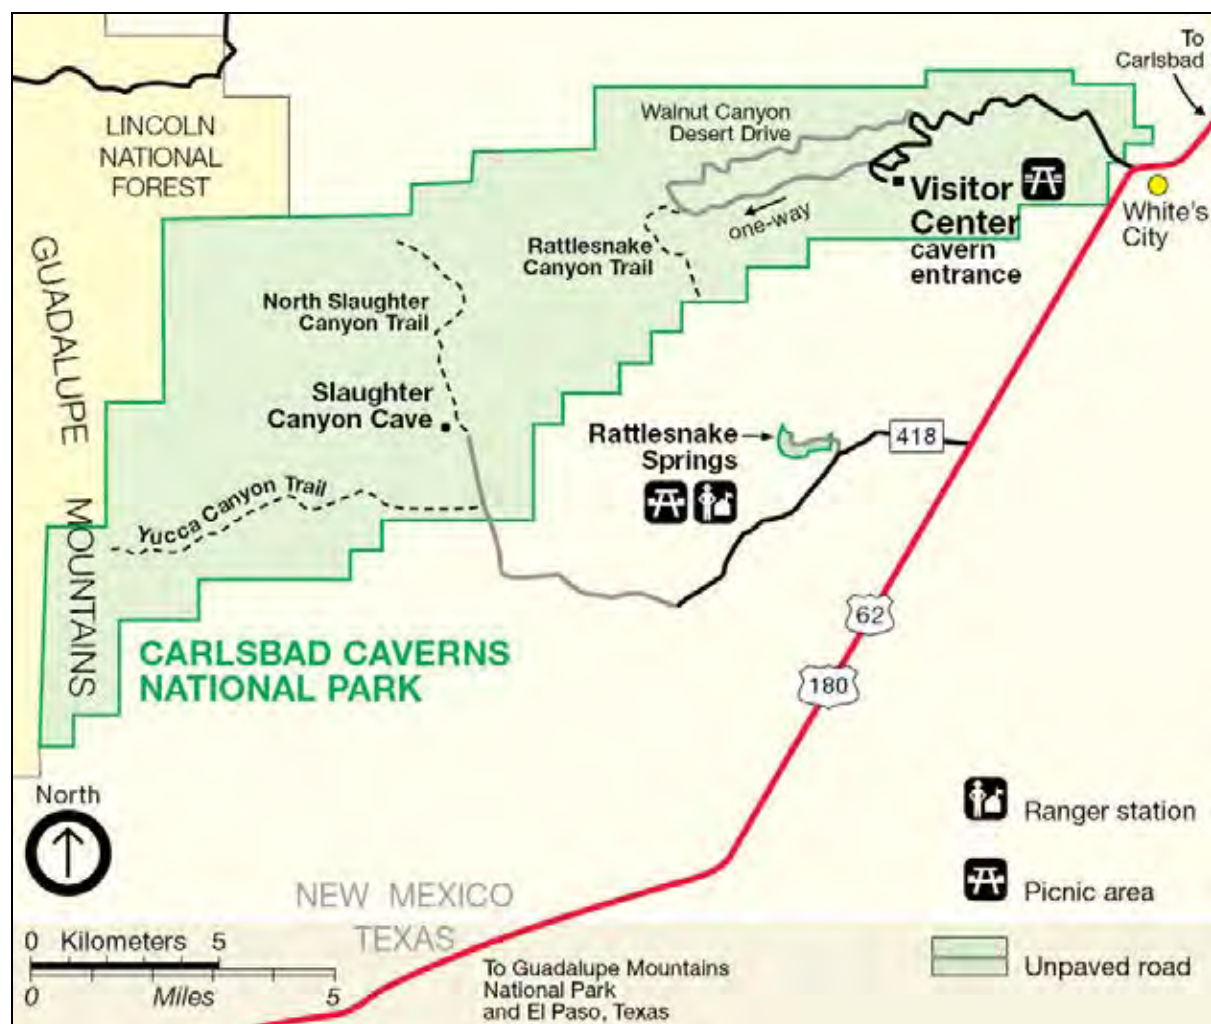 To
Carlsbad
LINCOLN
NATIONAL
FOREST
Walnut Canyon
Desert Drive
Visitor
Center
cavern
entrance
White's
City
one-way
GUADALUPE
MOUNTAINS
Rattlesnake
Canyon Trail
North Slaughter
Canyon Trail
Slaughter
Canyon Cave
Rattlesnake
Springs
418
Yucca Canyon Trail
62
180
CARLSBAD CAVERNS
NATIONAL PARK
North
Ranger station
Picnic area
Unpaved road
NEW MEXICO
TEXAS
0 Kilometers 5
0 Miles 5
To Guadalupe Mountains
National Park
and El Paso, Texas